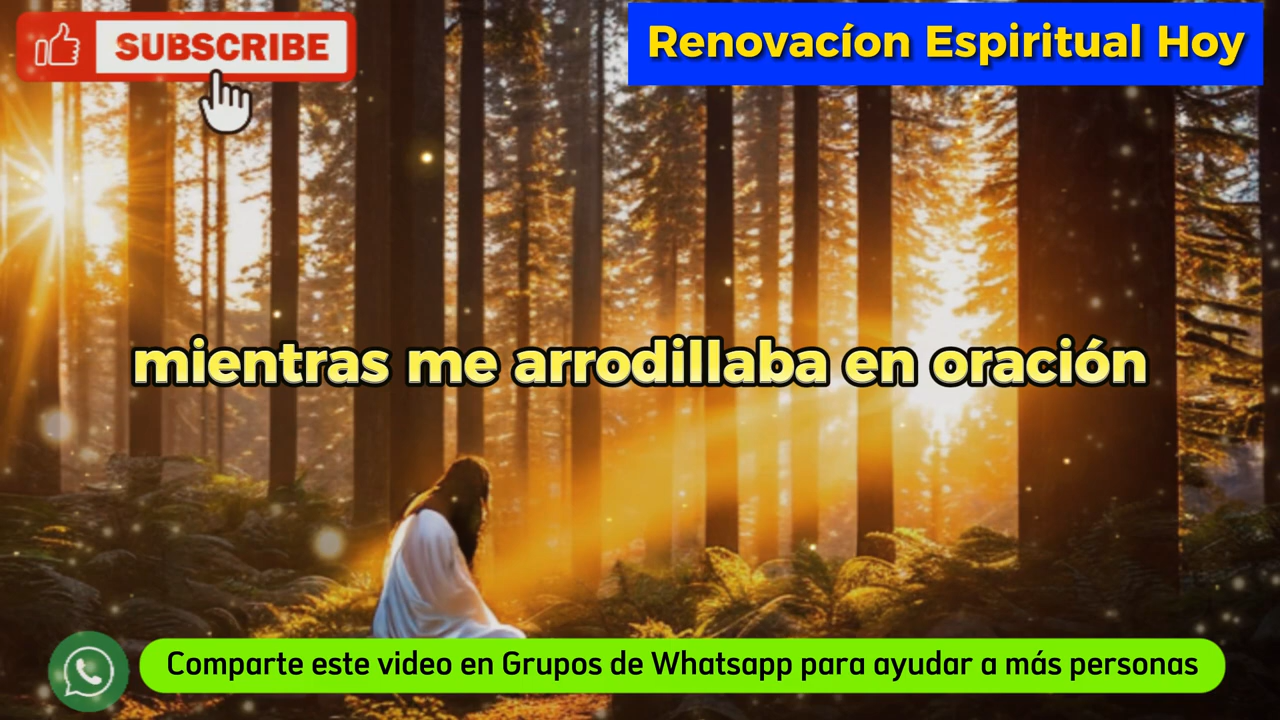 SUBSCRIBE
Renovacíon Espiritual Hoy
mientras me arrodillaba en oración
Comparte este video en Grupos de Whatsapp para ayudar a más personas